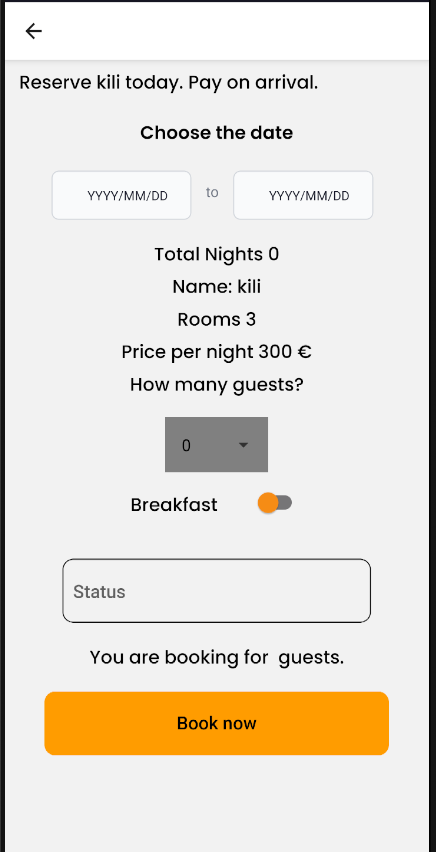 Reserve kili today. Pay on arrival.
Choose the date
YYYY/MM/DD to YYYY/MM/DD
Total Nights 0
Name: kili
Rooms 3
Price per night 300 €
How many guests?
0
Breakfast
Status
You are booking for  guests.
Book now